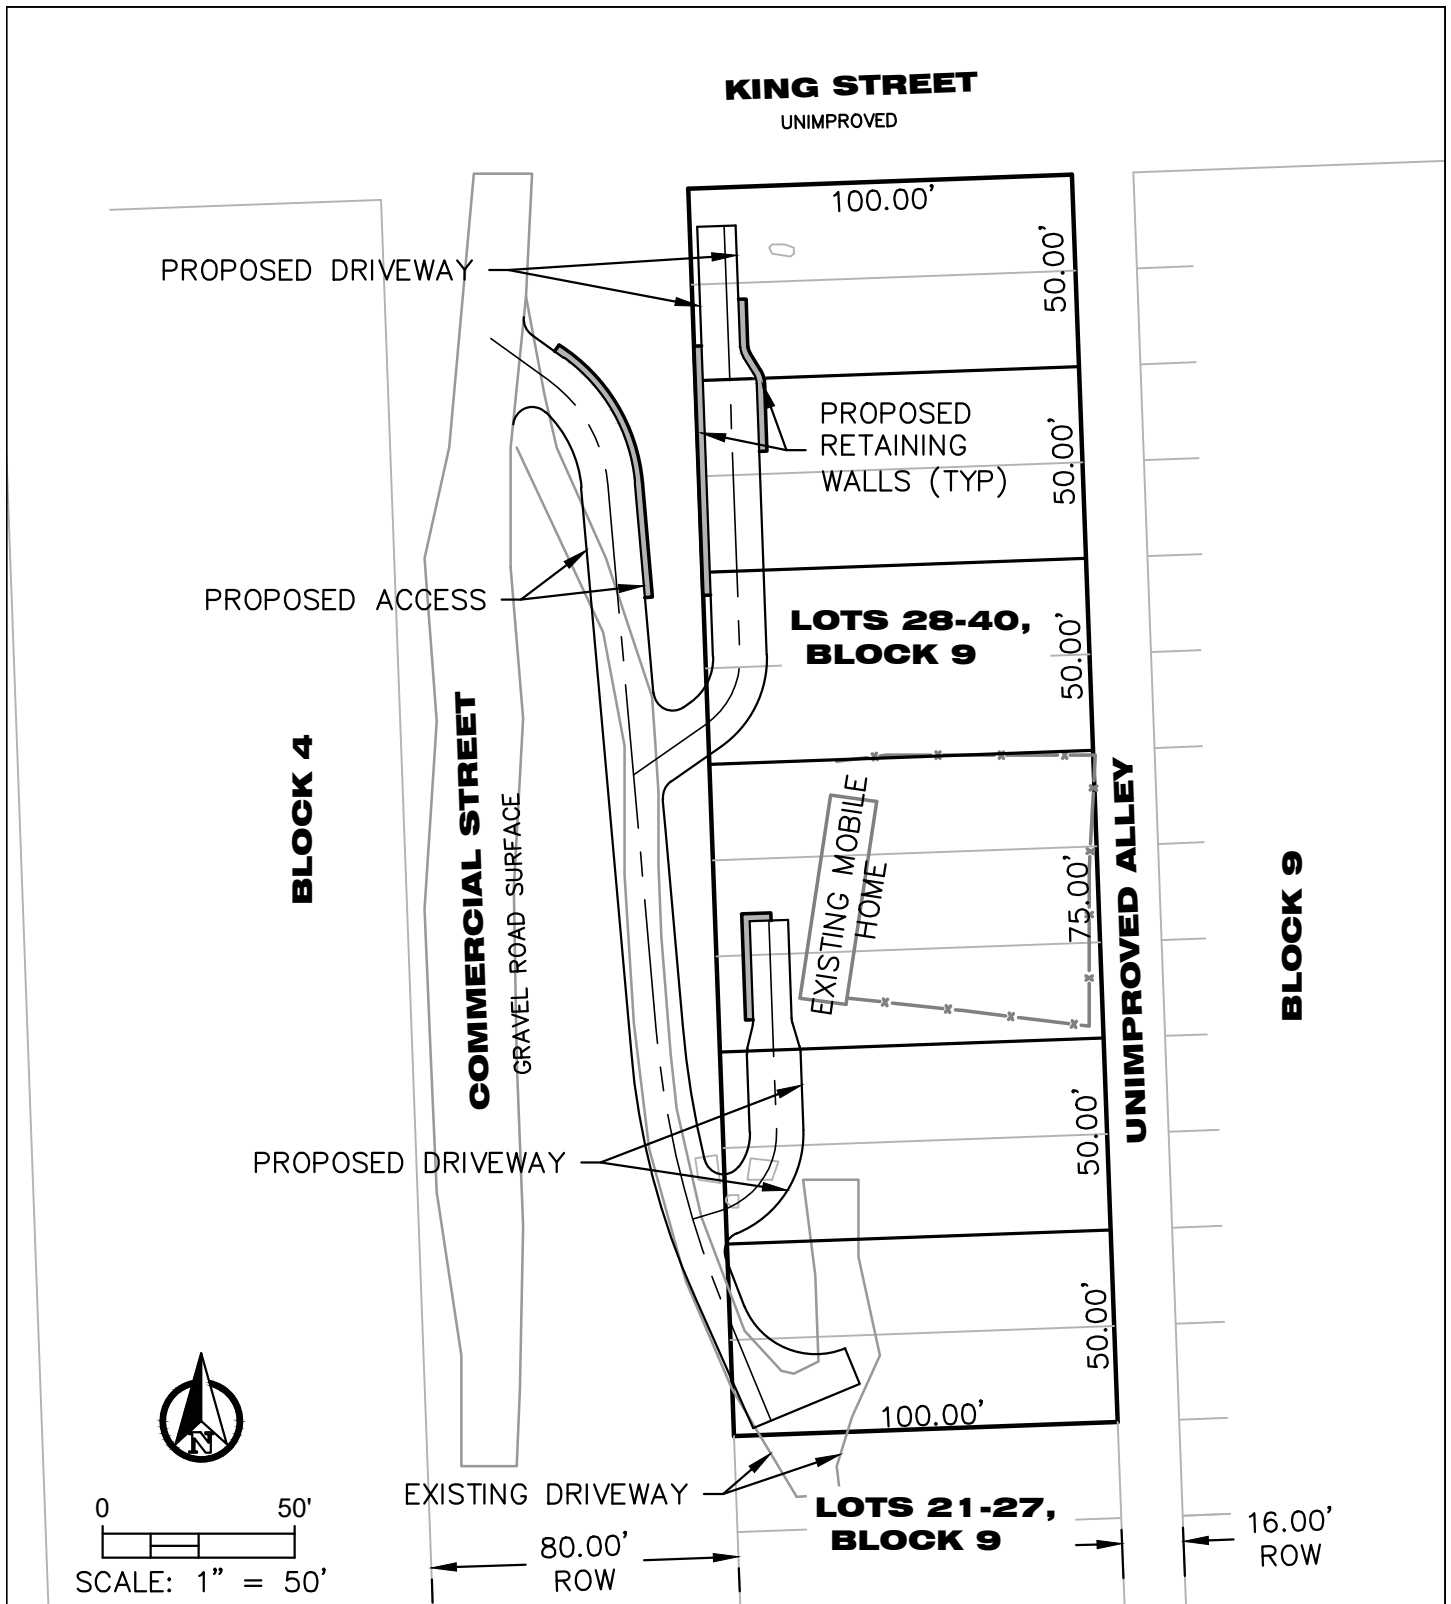 KING STREET
UNIMPROVED
100.00'
50.00'
PROPOSED DRIVEWAY
PROPOSED
RETAINING
WALLS (TYP)
50.00'
PROPOSED ACCESS
LOTS 28-40,
BLOCK 9
50.00'
BLOCK 4
COMMERCIAL STREET
GRAVEL ROAD SURFACE
EXISTING MOBILE
HOME
75.00'
UNIMPROVED ALLEY
BLOCK 9
PROPOSED DRIVEWAY
50.00'
50.00'
100.00'
N
EXISTING DRIVEWAY
LOTS 21-27,
BLOCK 9
0 50'
SCALE: 1" = 50'
80.00'
ROW
16.00'
ROW